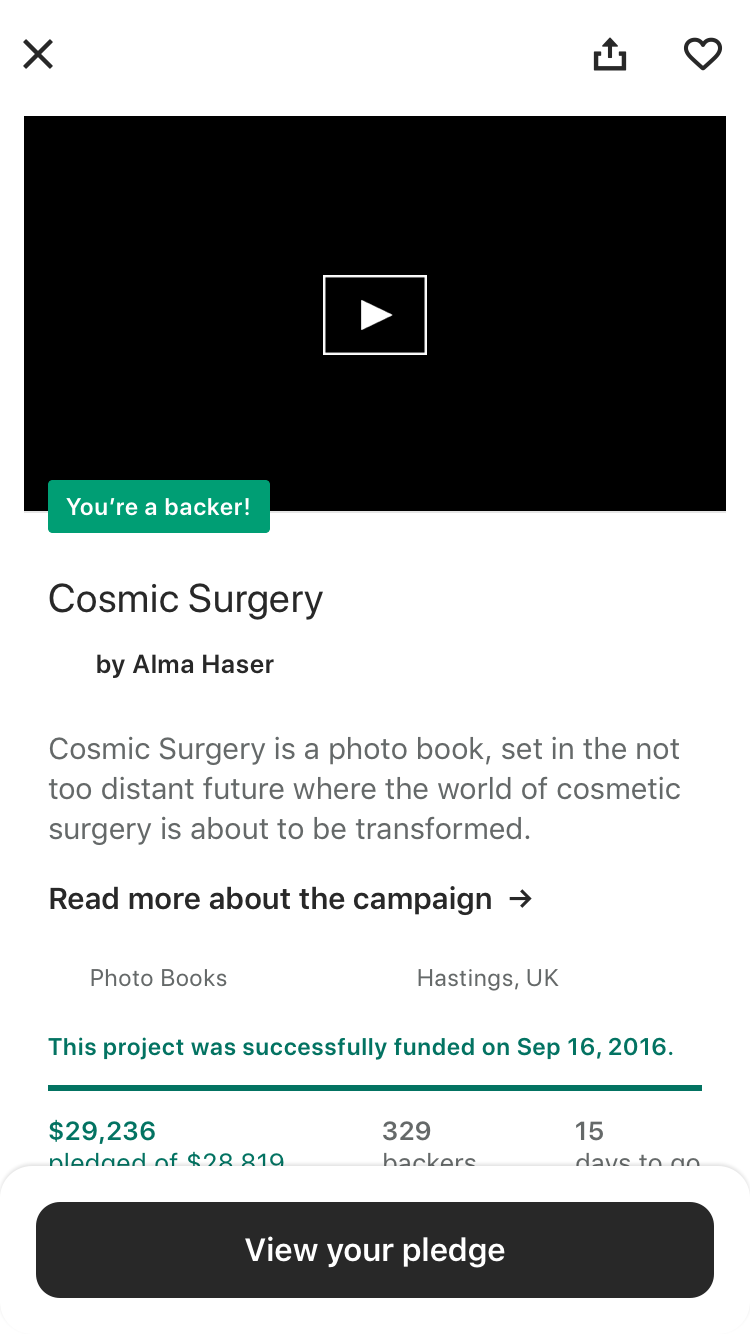 You’re a backer!
Cosmic Surgery
by Alma Haser
Cosmic Surgery is a photo book, set in the not
too distant future where the world of cosmetic
surgery is about to be transformed.
Read more about the campaign →
Photo Books
Hastings, UK
This project was successfully funded on Sep 16, 2016.
$29,236
329
15
pledged of $28,819
backers
days to go
View your pledge